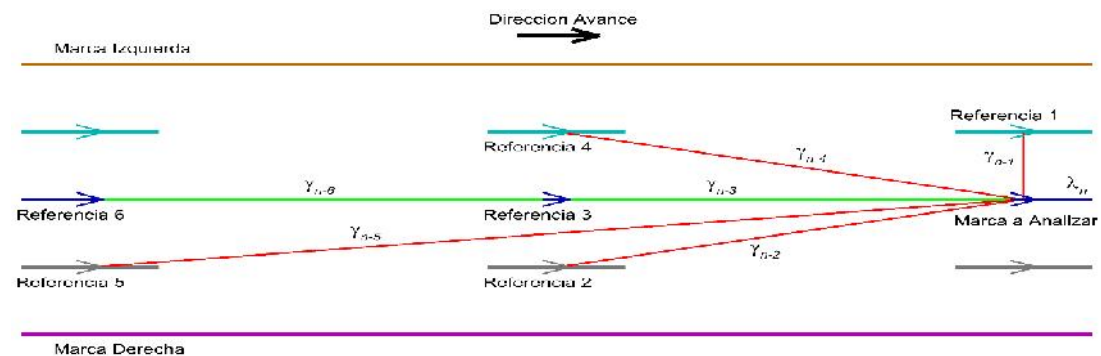 Direccion Avance
Marca Izquierda
Referencia 1
Referencia 4
γn-4
γn-1
γn-6
γn-3
λn
Referencia 6
Referencia 3
Marca a Analizar
γn-5
γn-2
Referencia 5
Referencia 2
Marca Derecha